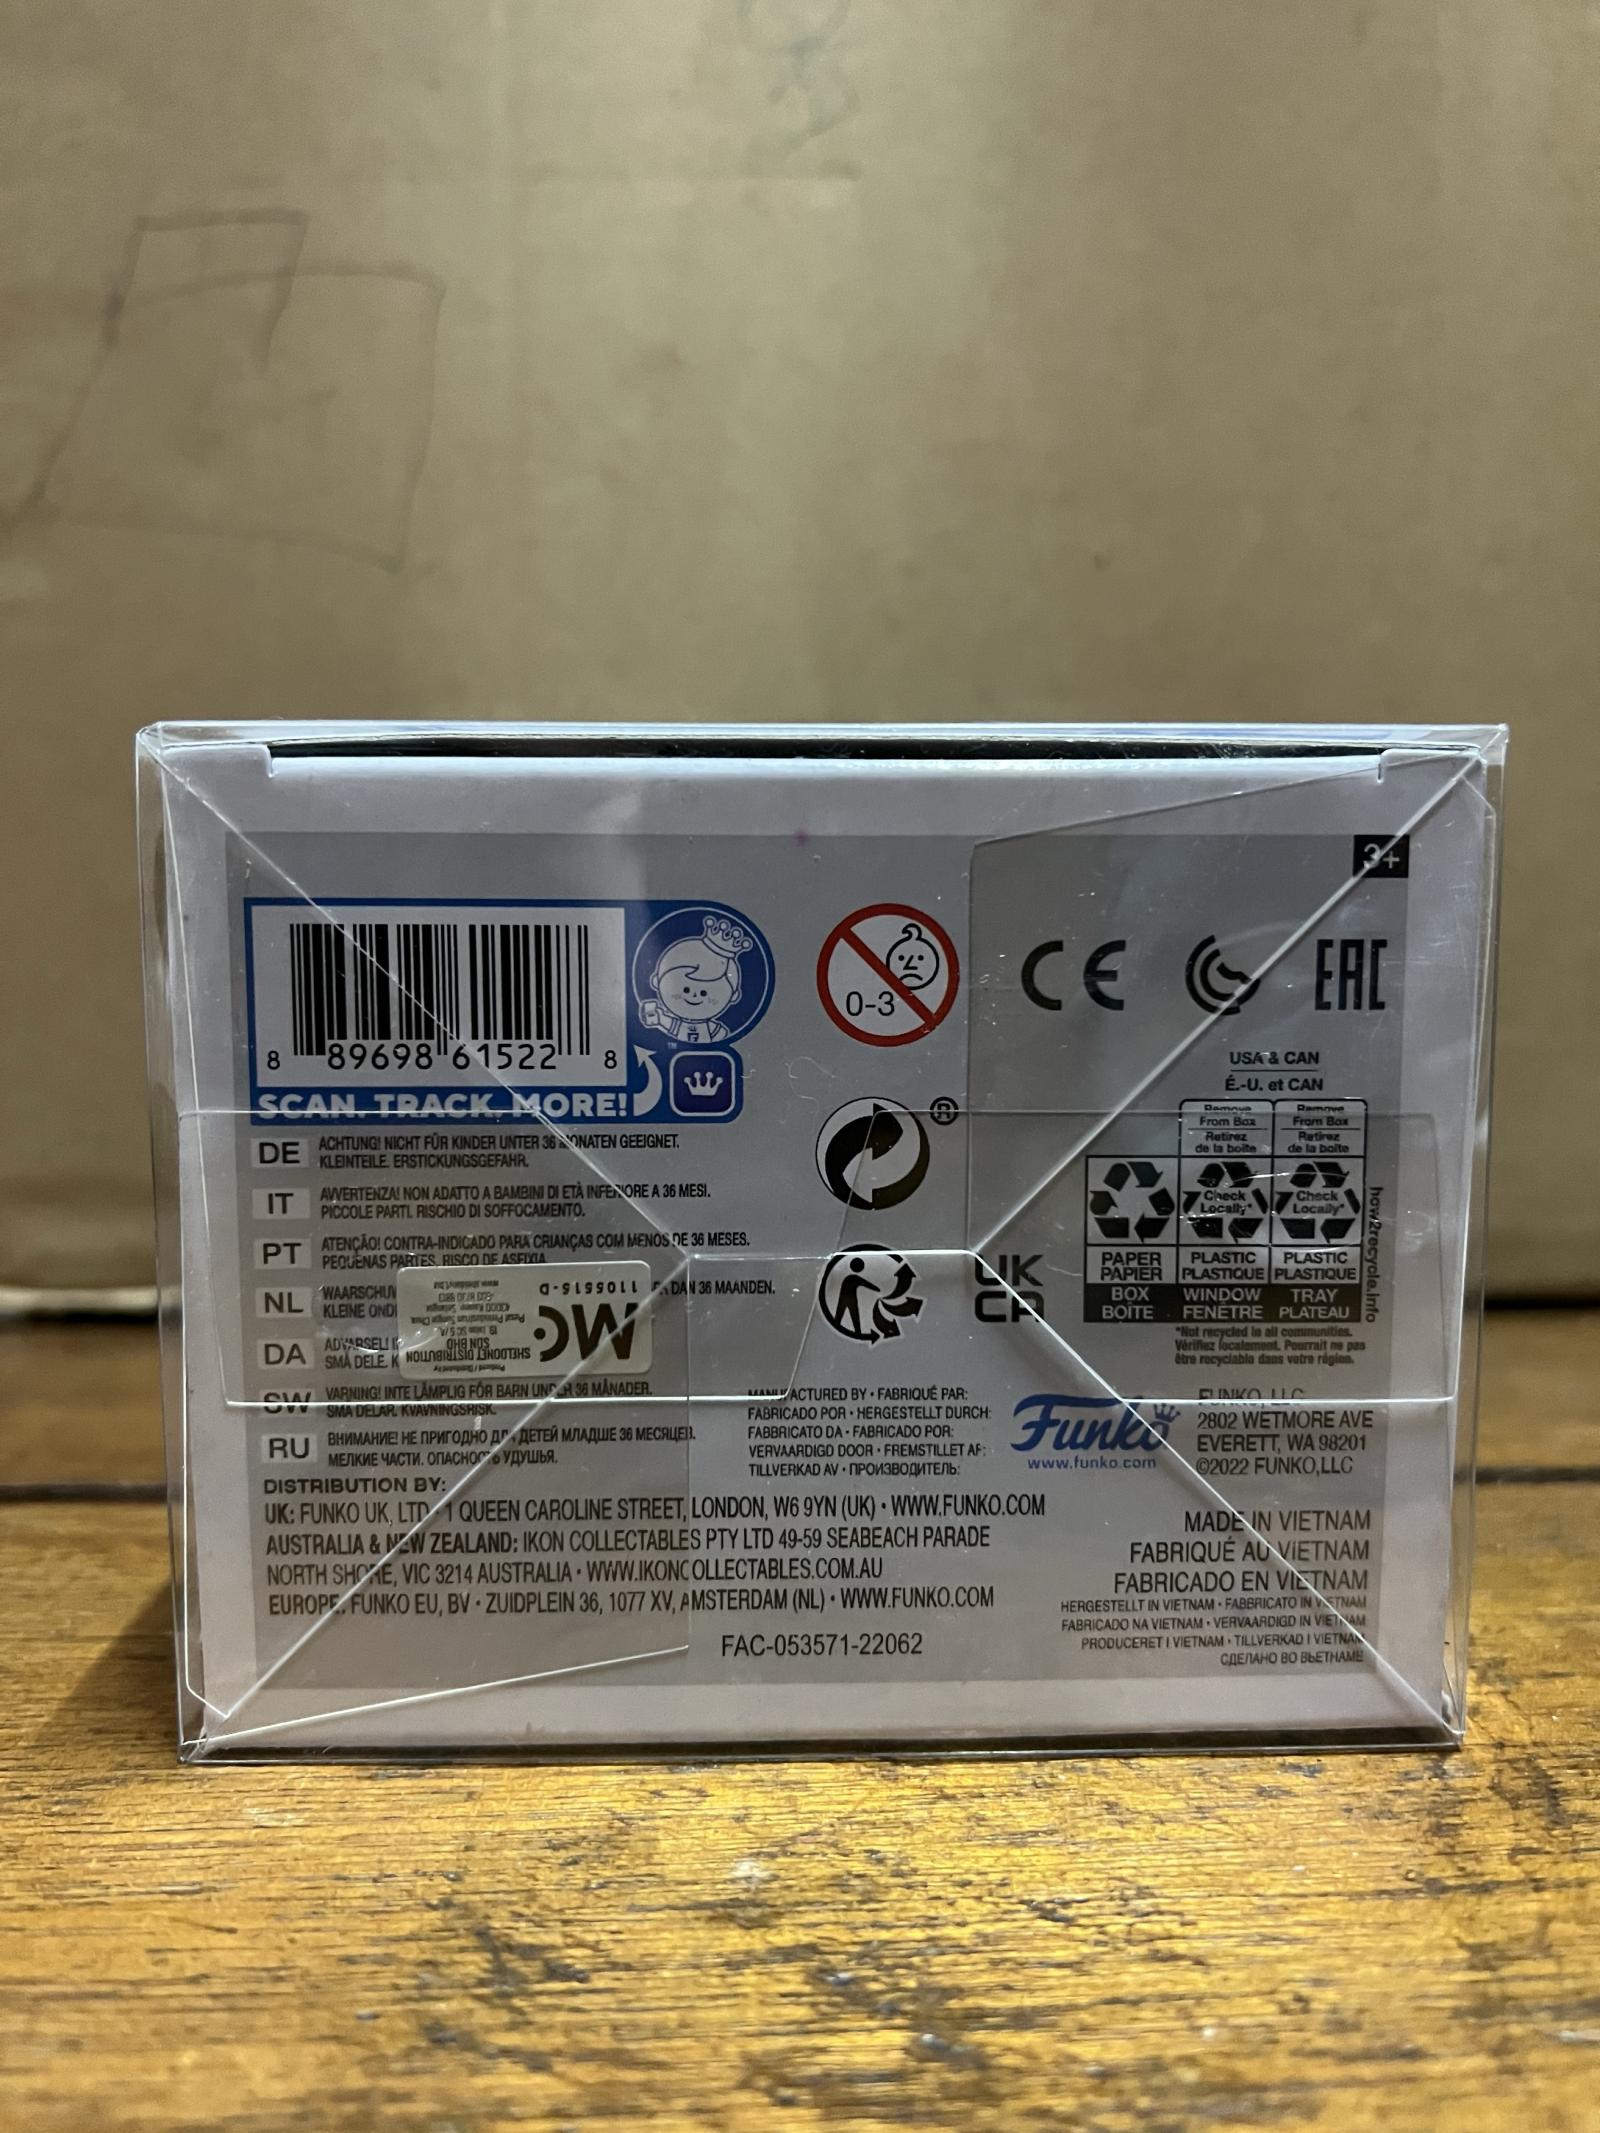 3+
8 89698 61522 8
SCAN. TRACK. MORE!
™
0-3
CE
EAC
USA & CAN
É.-U. et CAN
Remove From Box
Retirez de la boîte
Remove From Box
Retirez de la boîte
Check Locally*
Check Locally*
PAPER
PAPIER
PLASTIC
PLASTIQUE
PLASTIC
PLASTIQUE
BOX
BOÎTE
WINDOW
FENÊTRE
TRAY
PLATEAU
how2recycle.info
*Not recycled in all communities.
Vérifiez localement. Pourrait ne pas
être recyclable dans votre région.
®
UK
CA
DE ACHTUNG! NICHT FÜR KINDER UNTER 36 MONATEN GEEIGNET.
KLEINTEILE. ERSTICKUNGSGEFAHR.
IT AVVERTENZA! NON ADATTO A BAMBINI DI ETÀ INFERIORE A 36 MESI.
PICCOLE PARTI. RISCHIO DI SOFFOCAMENTO.
PT ATENÇÃO! CONTRA-INDICADO PARA CRIANÇAS COM MENOS DE 36 MESES.
PEQUENAS PARTES. RISCO DE ASFIXIA
NL DAN 36 MAANDEN.
KLEINE
DA
SMÅ DELE.
MC
1105515-D
Produced / Distributed by
SHELDONET DISTRIBUTION
SDN BHD
SW VARNING! INTE LÄMPLIG FÖR BARN UNDER 36 MÅNADER.
SMÅ DELAR. KVÄVNINGSRISK.
RU ВНИМАНИЕ! НЕ ПРИГОДНО ДЛЯ ДЕТЕЙ МЛАДШЕ 36 МЕСЯЦЕВ.
МЕЛКИЕ ЧАСТИ. ОПАСНОСТЬ УДУШЬЯ.
MANUFACTURED BY • FABRIQUÉ PAR:
FABRICADO POR • HERGESTELLT DURCH:
FABBRICATO DA • FABRICADO POR:
VERVAARDIGD DOOR • FREMSTILLET AF:
TILLVERKAD AV • ПРОИЗВОДИТЕЛЬ:
Funko
www.funko.com
FUNKO, LLC
2802 WETMORE AVE
EVERETT, WA 98201
©2022 FUNKO,LLC
DISTRIBUTION BY:
UK: FUNKO UK, LTD • 1 QUEEN CAROLINE STREET, LONDON, W6 9YN (UK) • WWW.FUNKO.COM
AUSTRALIA & NEW ZEALAND: IKON COLLECTABLES PTY LTD 49-59 SEABEACH PARADE
NORTH SHORE, VIC 3214 AUSTRALIA • WWW.IKONCOLLECTABLES.COM.AU
EUROPE: FUNKO EU, BV • ZUIDPLEIN 36, 1077 XV, AMSTERDAM (NL) • WWW.FUNKO.COM
FAC-053571-22062
MADE IN VIETNAM
FABRIQUÉ AU VIETNAM
FABRICADO EN VIETNAM
HERGESTELLT IN VIETNAM • FABBRICATO IN VIETNAM
FABRICADO NA VIETNAM • VERVAARDIGD IN VIETNAM
PRODUCERET I VIETNAM • TILLVERKAD I VIETNAM
СДЕЛАНО ВО ВЬЕТНАМЕ